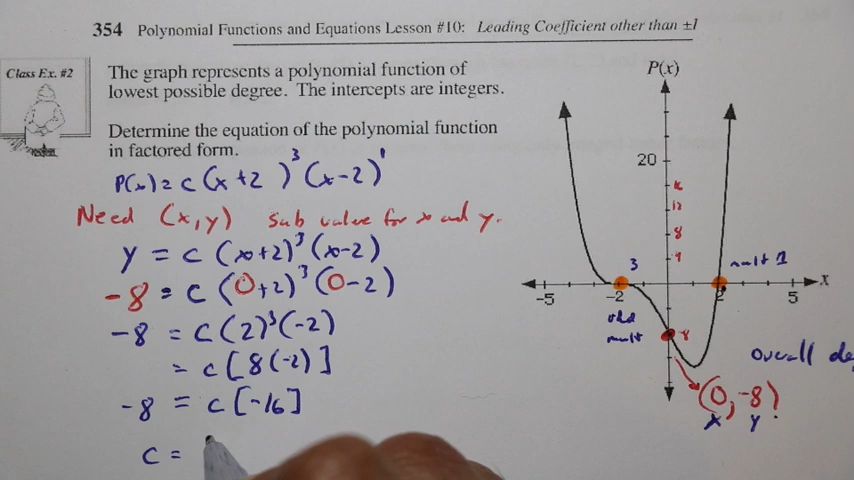 354 Polynomial Functions and Equations Lesson #10: Leading Coefficient other than ±1
Class Ex. #2
The graph represents a polynomial function of
lowest possible degree. The intercepts are integers.
Determine the equation of the polynomial function
in factored form.
P(x) = c (x+2)³ (x-2)¹
Need (x,y) sub value for x and y.
y = c (x+2)³ (x-2)
-8 = c (0+2)³ (0-2)
-8 = c (2)³ (-2)
= c [8(-2)]
-8 = c [-16]
c =
P(x)
20
16
12
8
4
3
mult 1
-5
-2
2
5
x
odd
mult
-8
overall de
(0,-8)
x y